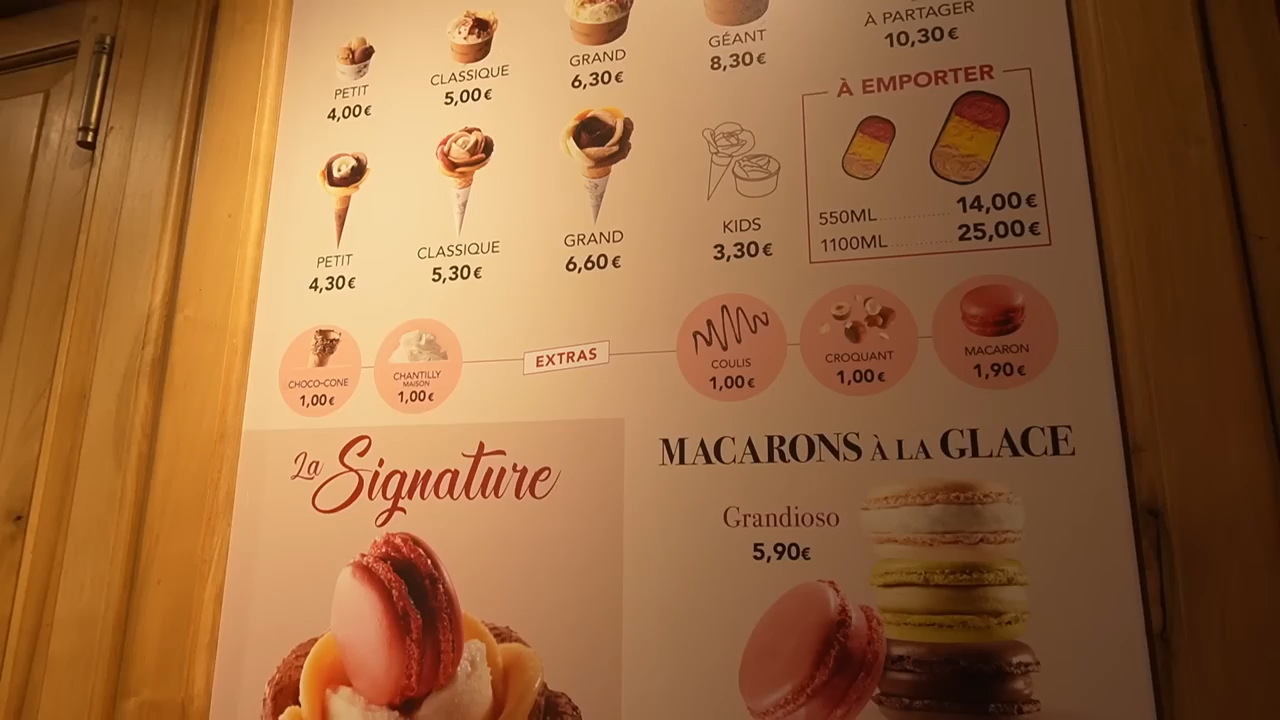 À PARTAGER
10,30€
GÉANT
8,30€
GRAND
6,30€
CLASSIQUE
5,00€
PETIT
4,00€
À EMPORTER
550ML 14,00€
1100ML 25,00€
PETIT
4,30€
CLASSIQUE
5,30€
GRAND
6,60€
KIDS
3,30€
EXTRAS
CHOCO-CONE
1,00€
CHANTILLY
MAISON
1,00€
COULIS
1,00€
CROQUANT
1,00€
MACARON
1,90€
La Signature
MACARONS À LA GLACE
Grandioso
5,90€